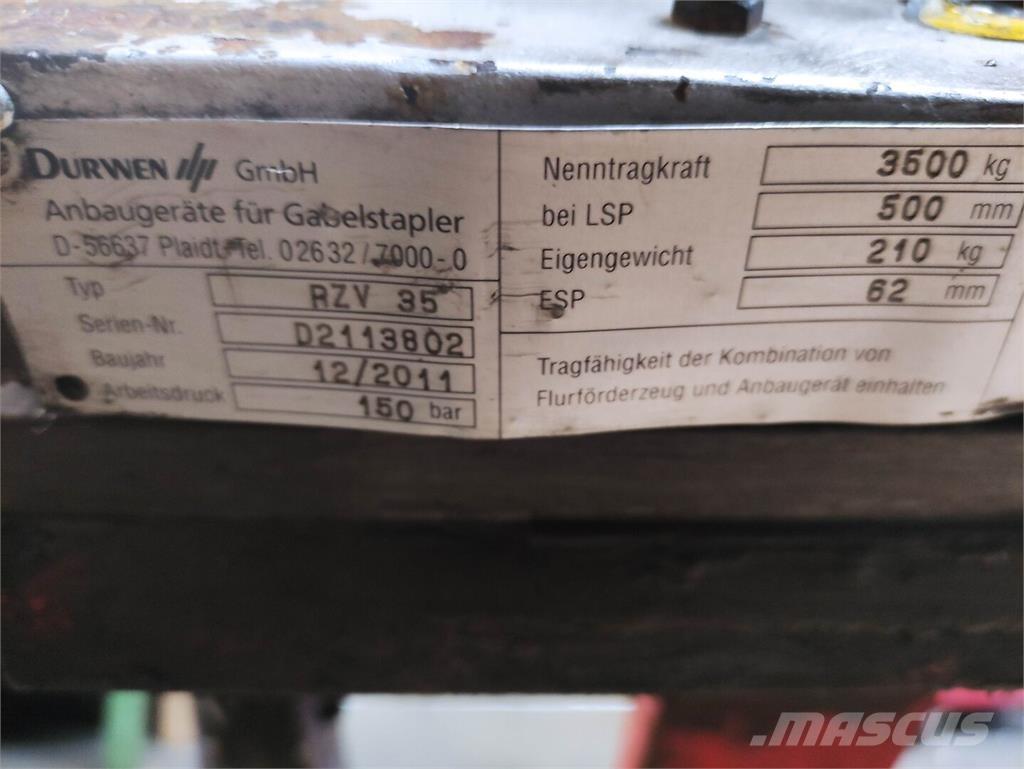 DURWEN GmbH
Anbaugeräte für Gabelstapler
D-56637 Plaidt Tel. 02632/7000-0
Typ RZV 35
Serien-Nr. D2113802
Baujahr 12/2011
Arbeitsdruck 150 bar
Nenntragkraft 3500 kg
bei LSP 500 mm
Eigengewicht 210 kg
ESP 62 mm
Tragfähigkeit der Kombination von
Flurförderzeug und Anbaugerät einhalten
MASCUS